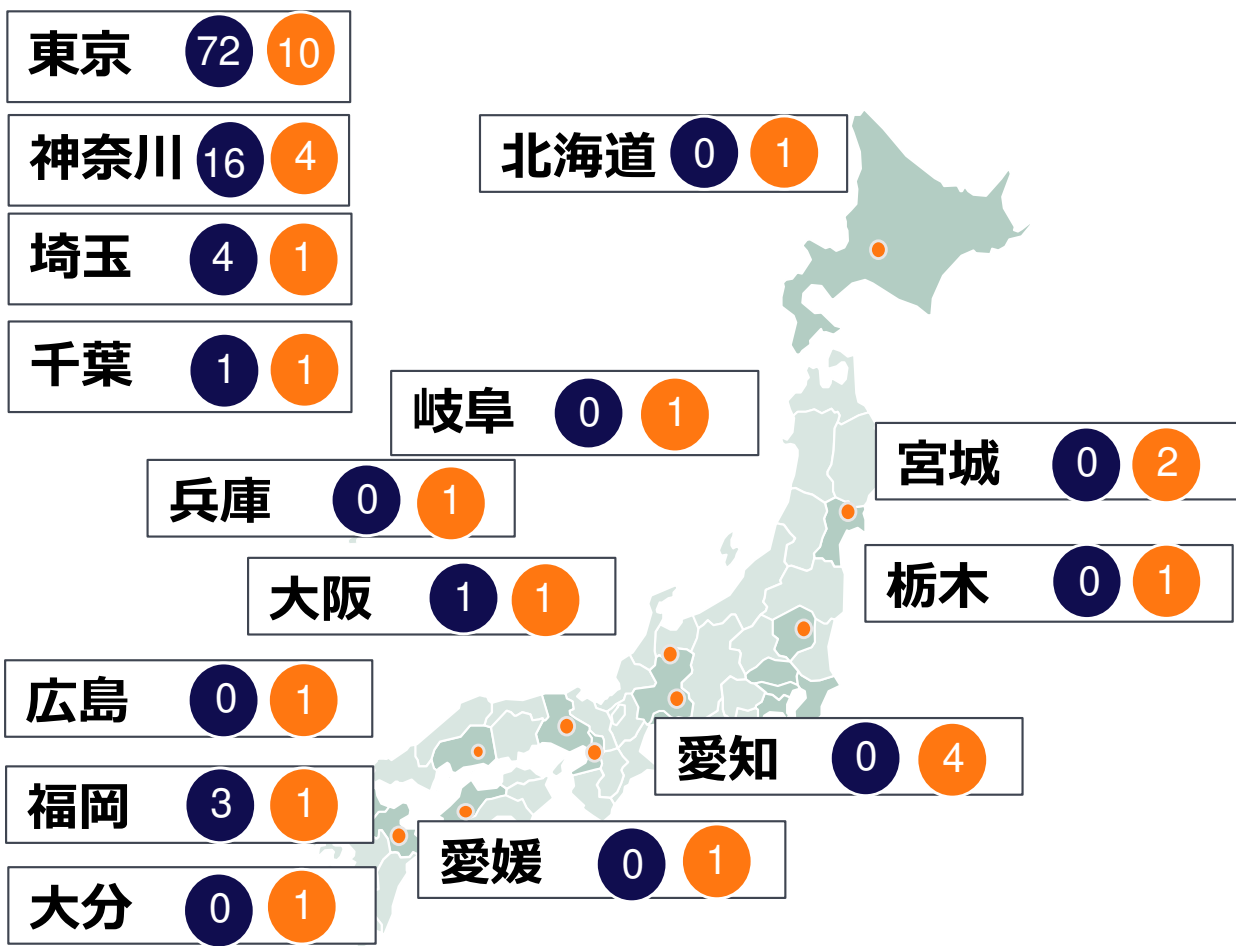 東京 72 10
神奈川 16 4
北海道 0 1
埼玉 4 1
千葉 1 1
岐阜 0 1
宮城 0 2
兵庫 0 1
大阪 1 1
栃木 0 1
広島 0 1
愛知 0 4
福岡 3 1
愛媛 0 1
大分 0 1